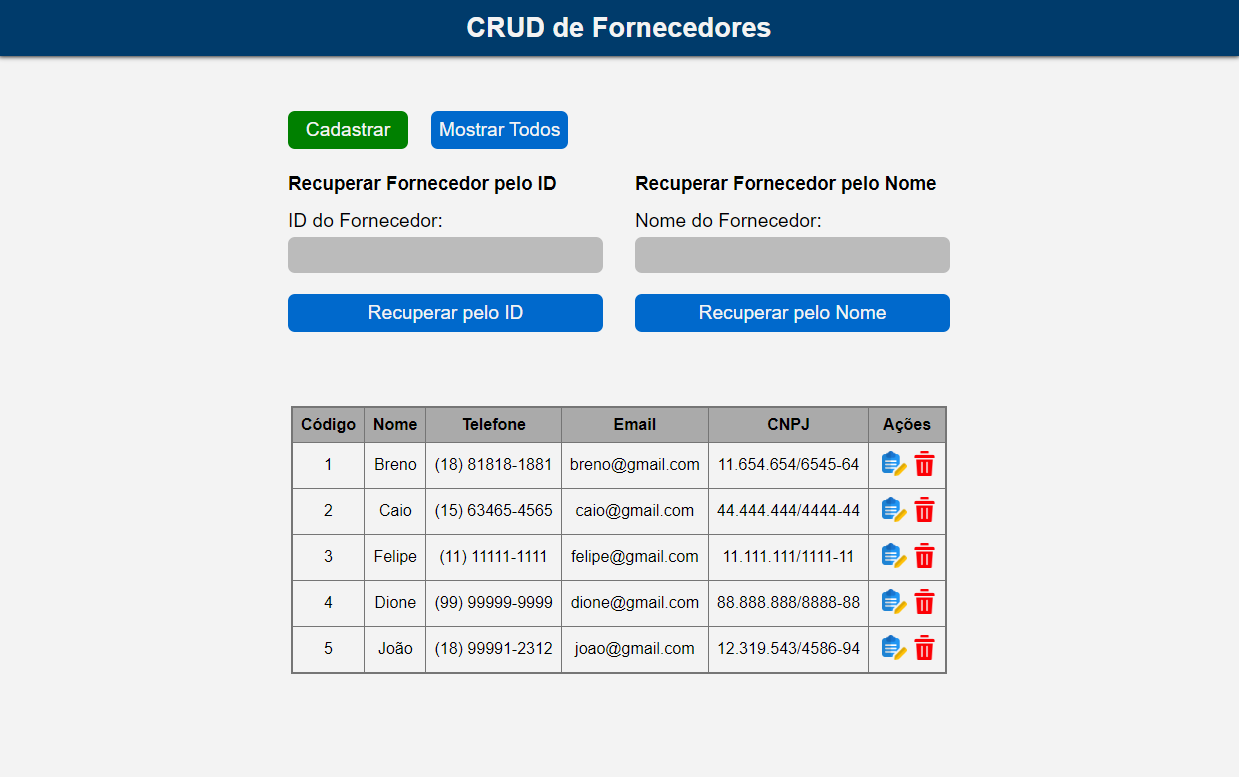 CRUD de Fornecedores
Cadastrar Mostrar Todos
Recuperar Fornecedor pelo ID
ID do Fornecedor:
Recuperar pelo ID
Recuperar Fornecedor pelo Nome
Nome do Fornecedor:
Recuperar pelo Nome
Código Nome Telefone Email CNPJ Ações
1 Breno (18) 81818-1881 breno@gmail.com 11.654.654/6545-64
2 Caio (15) 63465-4565 caio@gmail.com 44.444.444/4444-44
3 Felipe (11) 11111-1111 felipe@gmail.com 11.111.111/1111-11
4 Dione (99) 99999-9999 dione@gmail.com 88.888.888/8888-88
5 João (18) 99991-2312 joao@gmail.com 12.319.543/4586-94